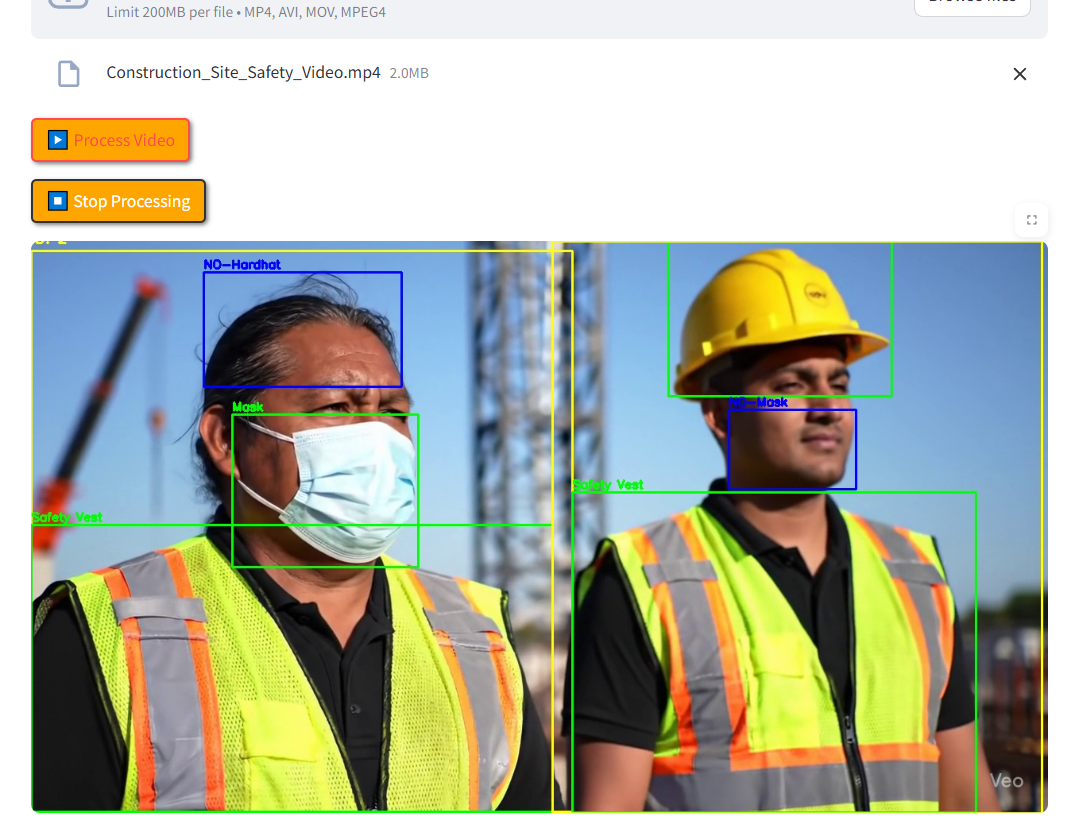 Limit 200MB per file • MP4, AVI, MOV, MPEG4
Construction_Site_Safety_Video.mp4 2.0MB
Process Video
Stop Processing
NO-Hardhat
Mask
NO-Mask
Safety Vest
Safety Vest
Veo